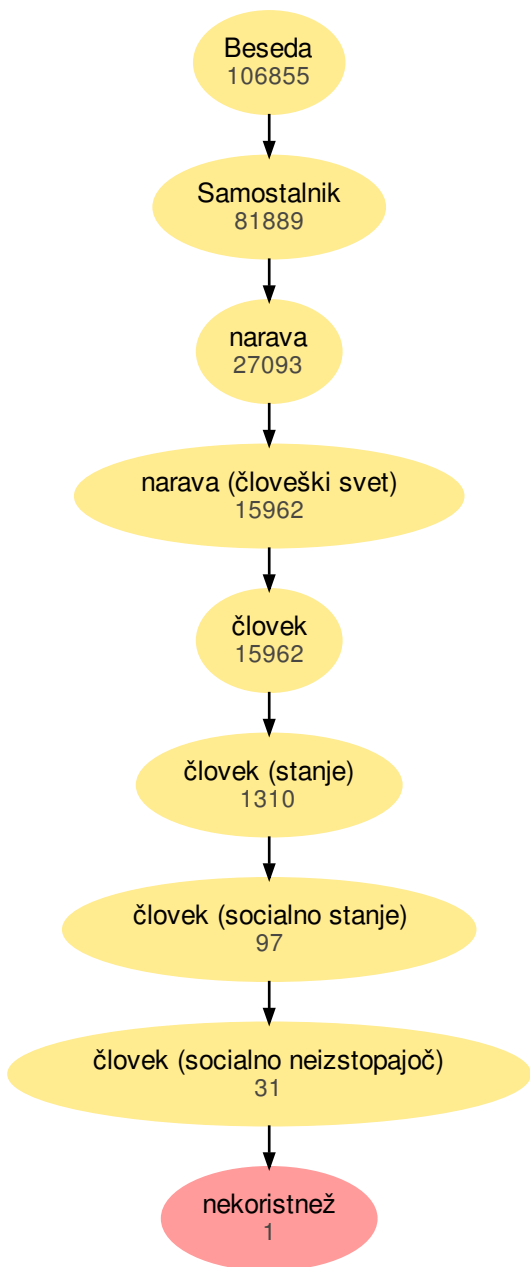 Beseda
106855
Samostalnik
81889
narava
27093
narava (človeški svet)
15962
človek
15962
človek (stanje)
1310
človek (socialno stanje)
97
človek (socialno neizstopajoč)
31
nekoristnež
1